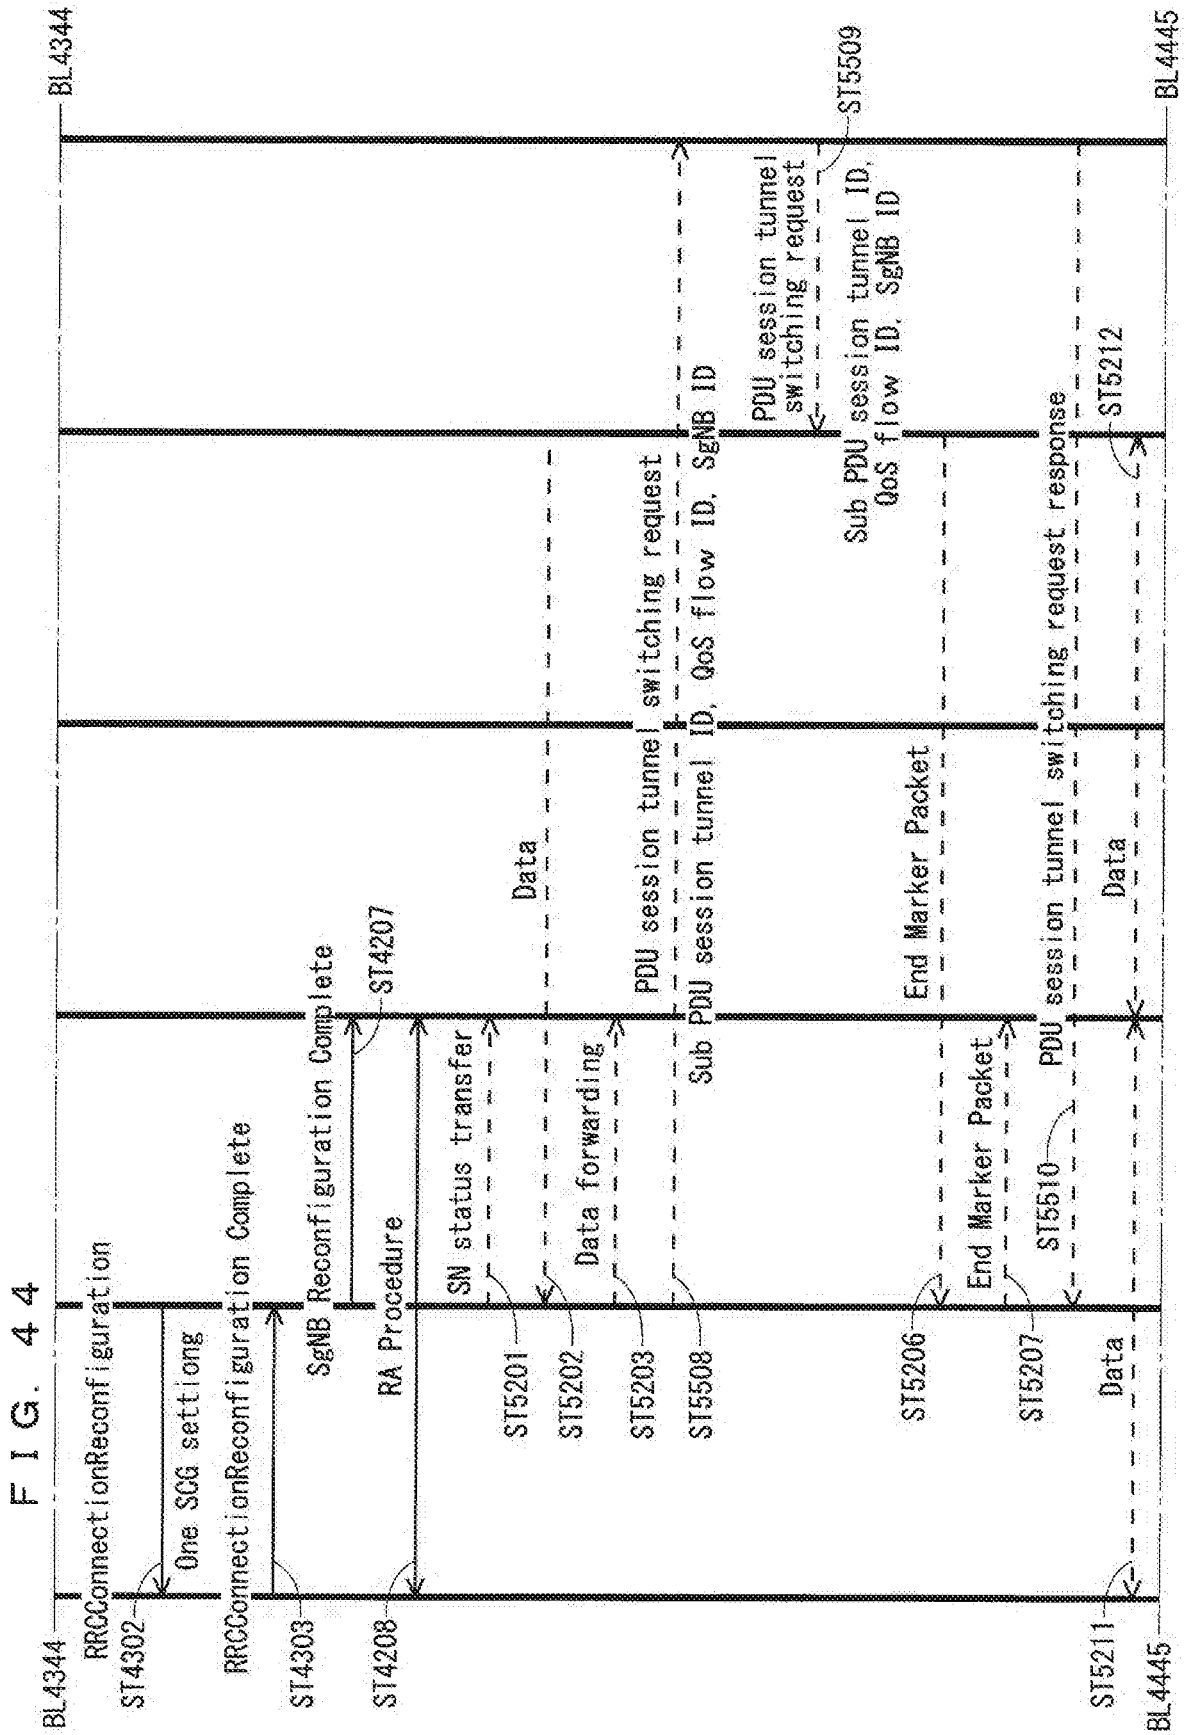 FIG. 44
BL4344
BL4344
RRCConnectionReconfiguration
ST4302
One SCG settlong
RRCConnectionReconfiguration Complete
ST4303
SgNB Reconfiguration Complete
ST4207
RA Procedure
ST4208
SN status transfer
ST5201
Data
ST5202
Data forwarding
ST5203
PDU session tunnel switching request
ST5508
Sub PDU session tunnel ID, QoS flow ID, SgNB ID
PDU session tunnel
switching request
ST5509
Sub PDU session tunnel ID,
QoS flow ID, SgNB ID
End Marker Packet
ST5206
End Marker Packet
ST5207
PDU session tunnel switching request response
ST5510
Data
ST5211
Data
ST5212
BL4445
BL4445